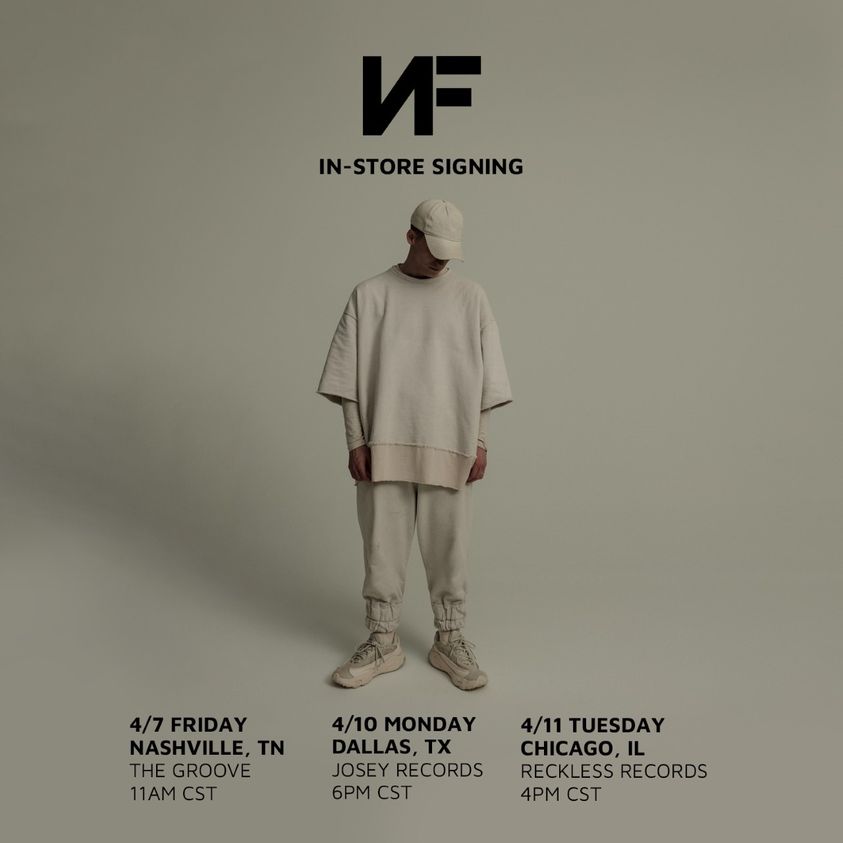 NF
IN-STORE SIGNING
4/7 FRIDAY
NASHVILLE, TN
THE GROOVE
11AM CST
4/10 MONDAY
DALLAS, TX
JOSEY RECORDS
6PM CST
4/11 TUESDAY
CHICAGO, IL
RECKLESS RECORDS
4PM CST